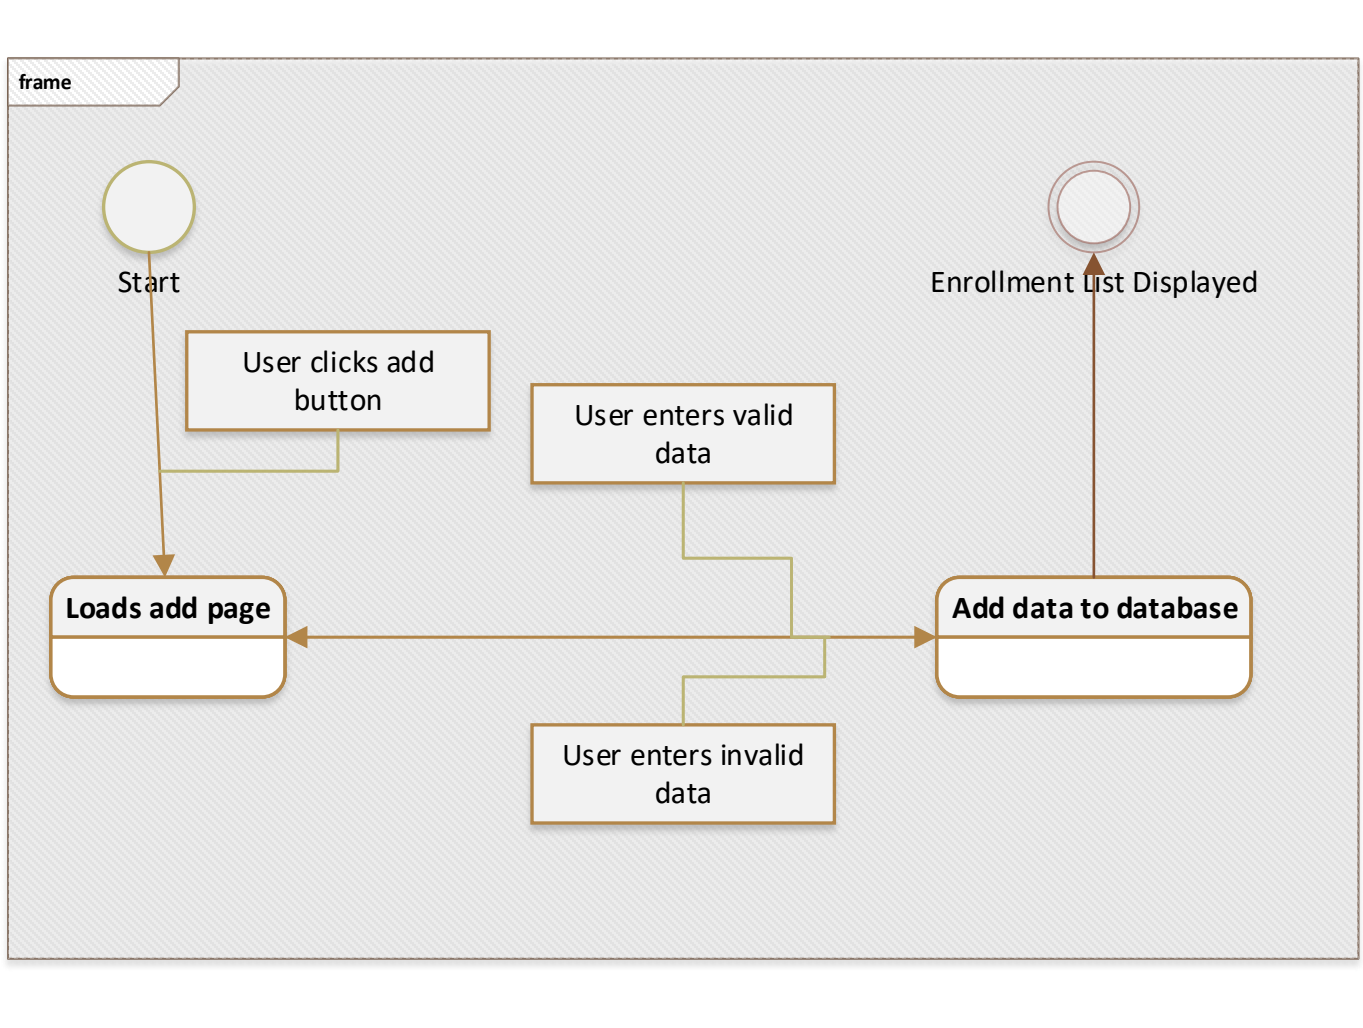 frame
Start
Enrollment List Displayed
User clicks add
button
User enters valid
data
Loads add page
Add data to database
User enters invalid
data